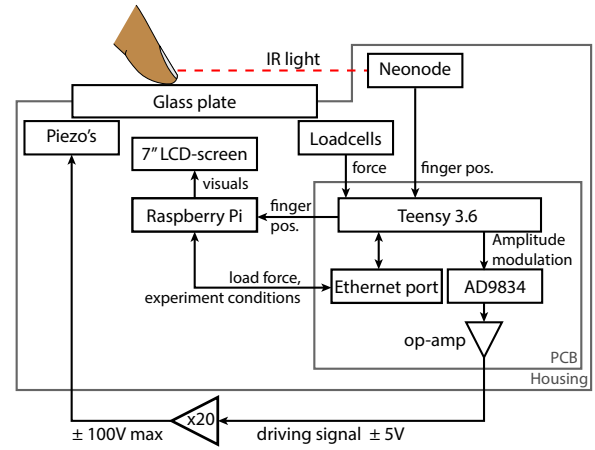 IR light
Neonode
Glass plate
Piezo's
Loadcells
7” LCD-screen
force
finger pos.
visuals
Raspberry Pi
finger
pos.
Teensy 3.6
Amplitude
modulation
load force,
experiment conditions
Ethernet port
AD9834
op-amp
PCB
Housing
x20
± 100V max
driving signal ± 5V